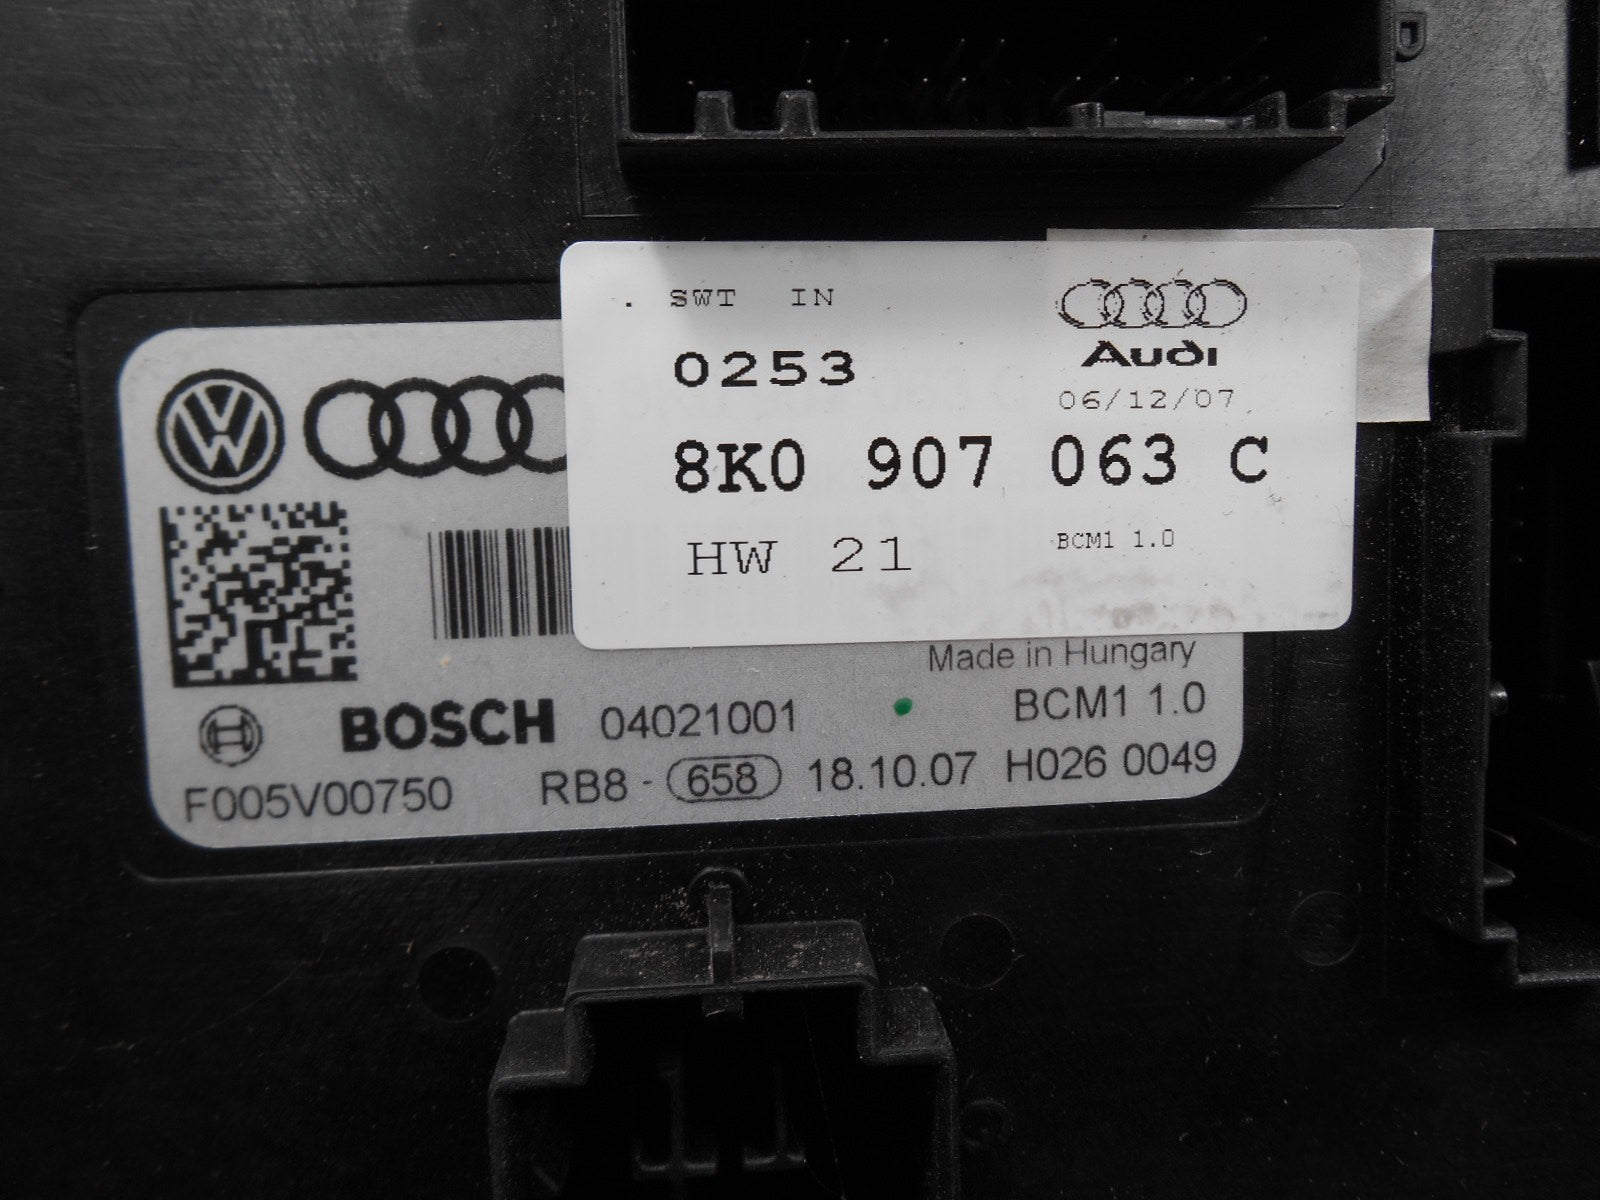 . SWT IN
0253
Audi
06/12/07
8K0 907 063 C
HW 21
BCM1 1.0
Made in Hungary
BOSCH 04021001 BCM1 1.0
F005V00750 RB8 - 658 18.10.07 H026 0049